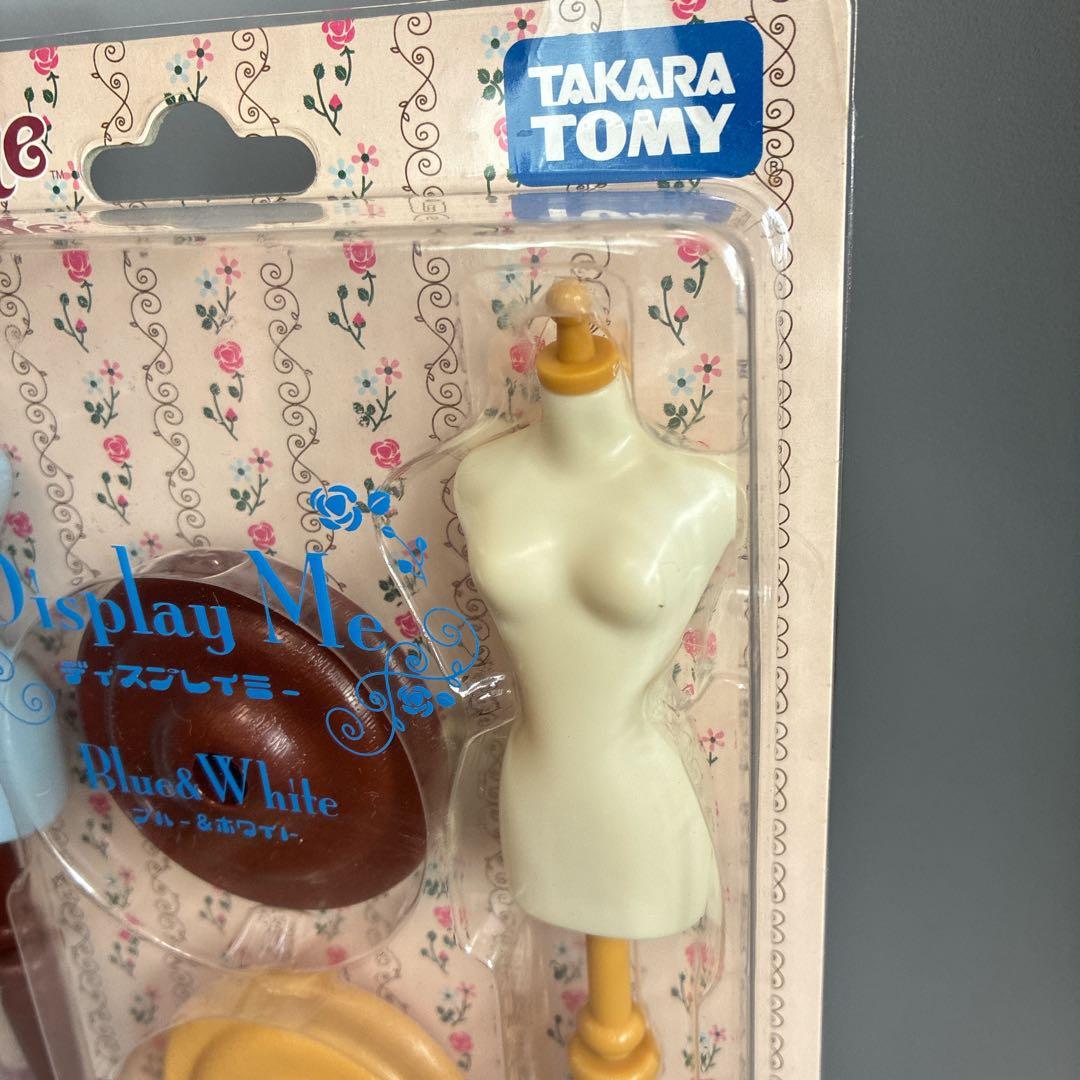 TAKARA
TOMY
®
e™
Display Me
ディスプレイミー
Blue&White
ブルー&ホワイト